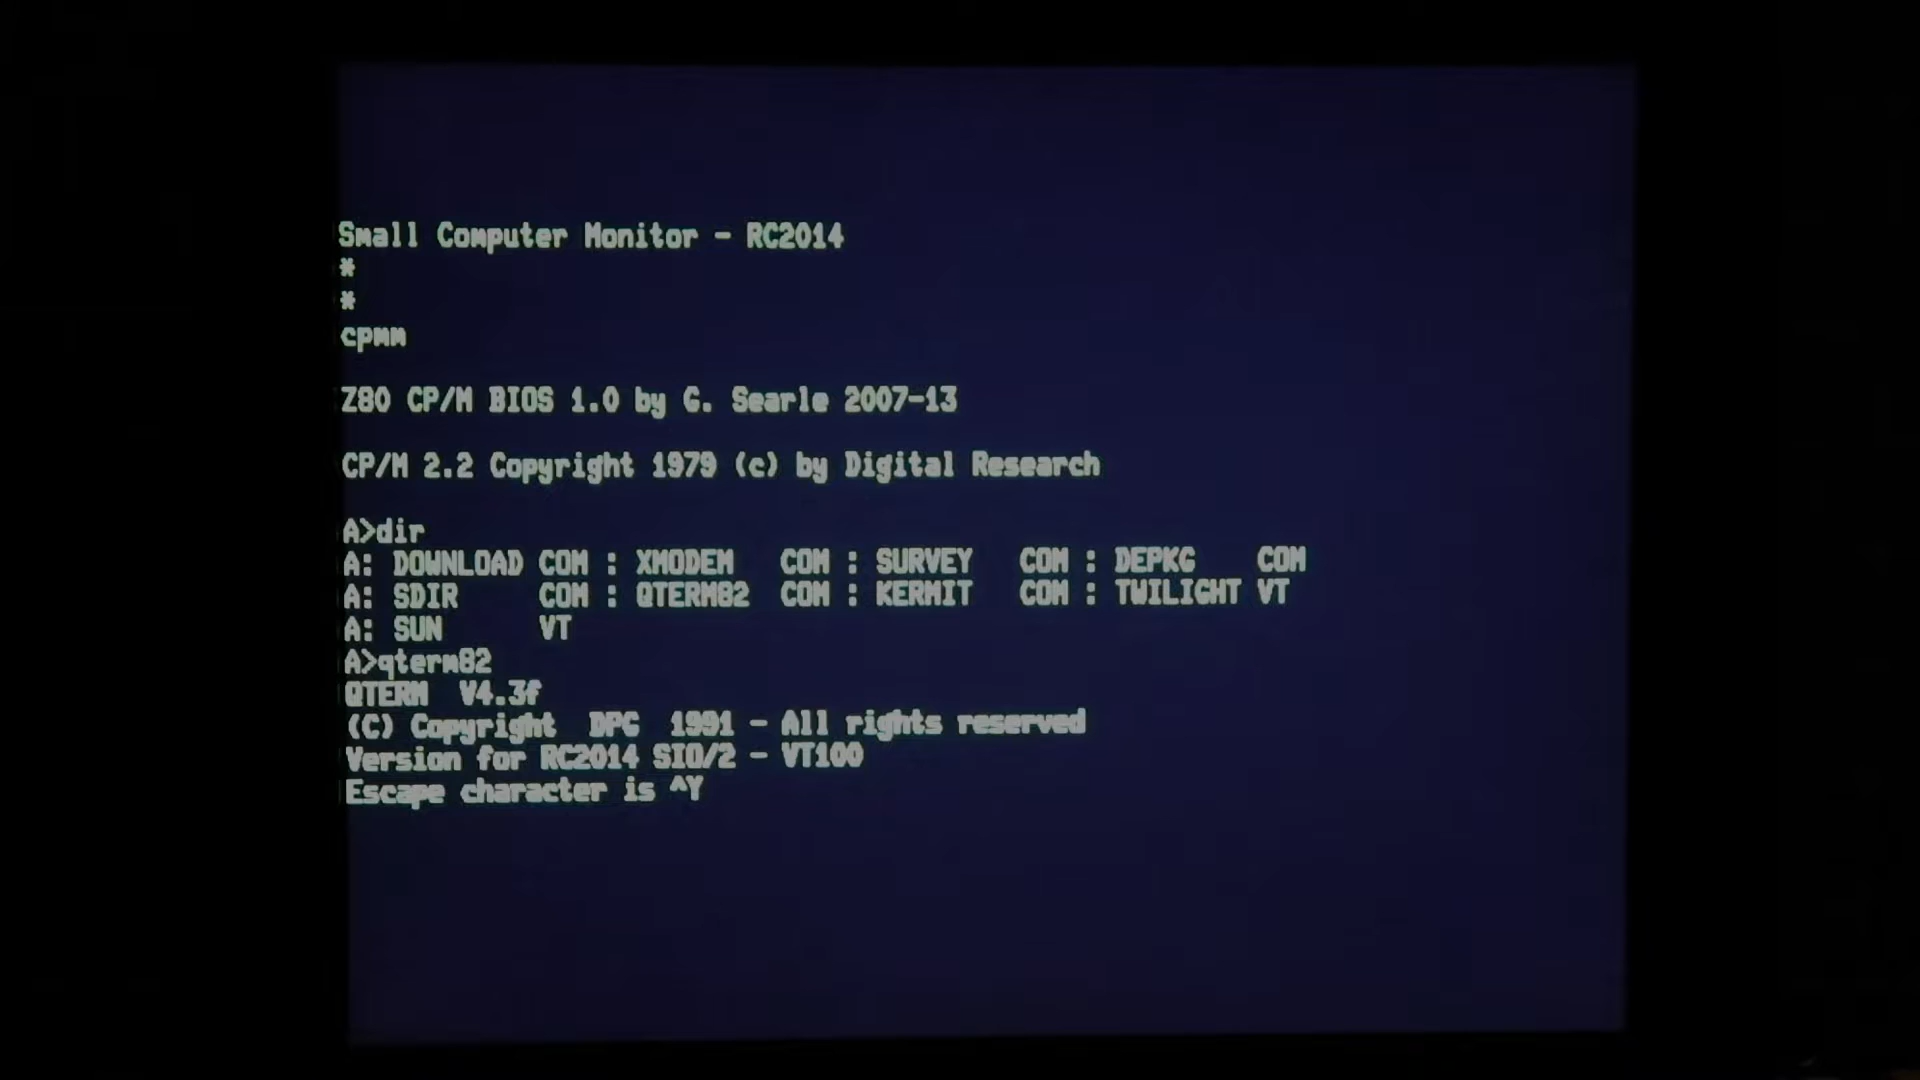 Small Computer Monitor - RC2014
*
*
cpmm
Z80 CP/M BIOS 1.0 by G. Searle 2007-13
CP/M 2.2 Copyright 1979 (c) by Digital Research
A>dir
A: DOWNLOAD COM : XMODEM   COM : SURVEY   COM : DEPKG    COM
A: SDIR     COM : QTERM82  COM : KERMIT   COM : TWILIGHT VT
A: SUN      VT
A>qterm82
QTERM  V4.3f
(C) Copyright  DPG  1991 - All rights reserved
Version for RC2014 SIO/2 - VT100
Escape character is ^Y